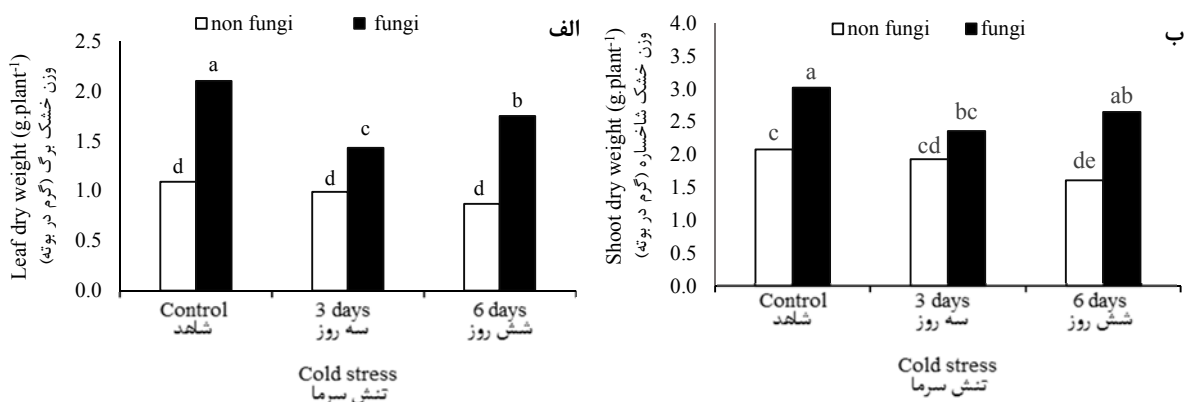 non fungi fungi الف
Leaf dry weight (g.plant-1)
وزن خشک برگ (گرم در بوته)
2.5
2.0
1.5
1.0
0.5
0.0
a
b
c
d
d
d
Control 3 days 6 days
شاهد سه روز شش روز
Cold stress
تنش سرما
non fungi fungi ب
Shoot dry weight (g.plant-1)
وزن خشک شاخساره (گرم در بوته)
4.0
3.5
3.0
2.5
2.0
1.5
1.0
0.5
0.0
a
ab
bc
c
cd
de
Control 3 days 6 days
شاهد سه روز شش روز
Cold stress
تنش سرما